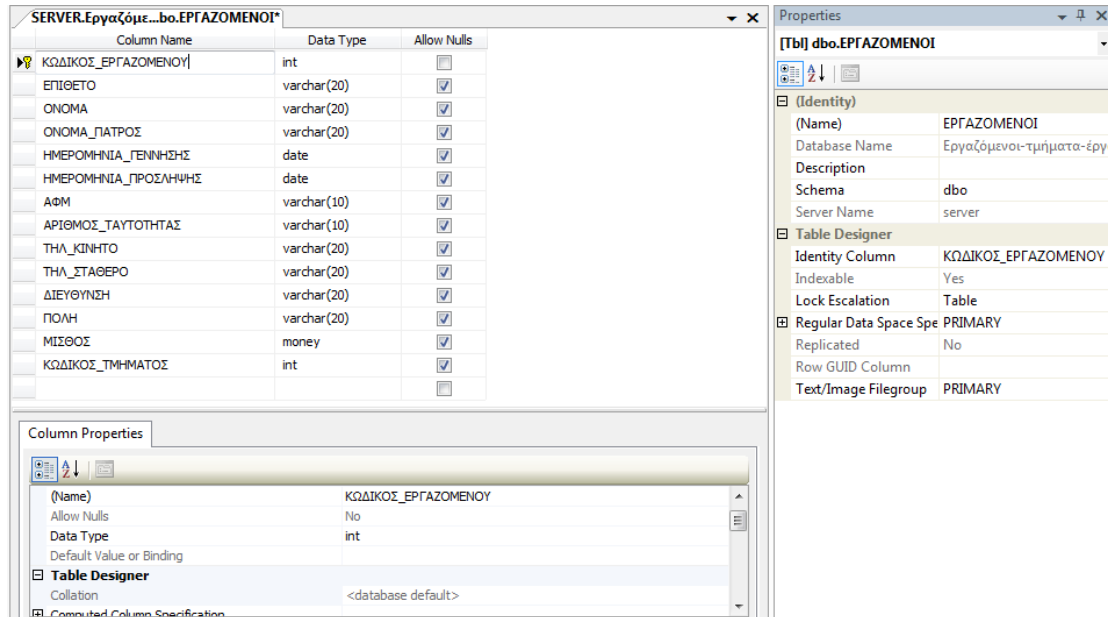 SERVER.Εργαζόμε...bo.ΕΡΓΑΖΟΜΕΝΟΙ*
Column Name Data Type Allow Nulls
ΚΩΔΙΚΟΣ_ΕΡΓΑΖΟΜΕΝΟΥ int
ΕΠΙΘΕΤΟ varchar(20)
ΟΝΟΜΑ varchar(20)
ΟΝΟΜΑ_ΠΑΤΡΟΣ varchar(20)
ΗΜΕΡΟΜΗΝΙΑ_ΓΕΝΝΗΣΗΣ date
ΗΜΕΡΟΜΗΝΙΑ_ΠΡΟΣΛΗΨΗΣ date
ΑΦΜ varchar(10)
ΑΡΙΘΜΟΣ_ΤΑΥΤΟΤΗΤΑΣ varchar(10)
ΤΗΛ_ΚΙΝΗΤΟ varchar(20)
ΤΗΛ_ΣΤΑΘΕΡΟ varchar(20)
ΔΙΕΥΘΥΝΣΗ varchar(20)
ΠΟΛΗ varchar(20)
ΜΙΣΘΟΣ money
ΚΩΔΙΚΟΣ_ΤΜΗΜΑΤΟΣ int
Column Properties
(Name) ΚΩΔΙΚΟΣ_ΕΡΓΑΖΟΜΕΝΟΥ
Allow Nulls No
Data Type int
Default Value or Binding
Table Designer
Collation <database default>
Computed Column Specification
Properties
[Tbl] dbo.ΕΡΓΑΖΟΜΕΝΟΙ
(Identity)
(Name) ΕΡΓΑΖΟΜΕΝΟΙ
Database Name Εργαζόμενοι-τμήματα-έργ
Description
Schema dbo
Server Name server
Table Designer
Identity Column ΚΩΔΙΚΟΣ_ΕΡΓΑΖΟΜΕΝΟΥ
Indexable Yes
Lock Escalation Table
Regular Data Space Spe PRIMARY
Replicated No
Row GUID Column
Text/Image Filegroup PRIMARY